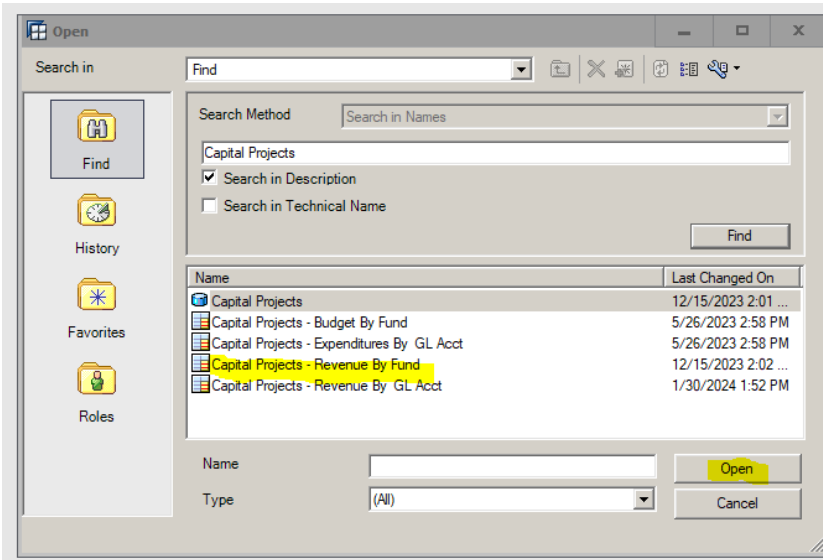 Open
Search in Find
Find
History
Favorites
Roles
Search Method Search in Names
Capital Projects
Search in Description
Search in Technical Name
Find
Name Last Changed On
Capital Projects 12/15/2023 2:01 ...
Capital Projects - Budget By Fund 5/26/2023 2:58 PM
Capital Projects - Expenditures By GL Acct 5/26/2023 2:58 PM
Capital Projects - Revenue By Fund 12/15/2023 2:02 ...
Capital Projects - Revenue By GL Acct 1/30/2024 1:52 PM
Name Open
Type (All) Cancel